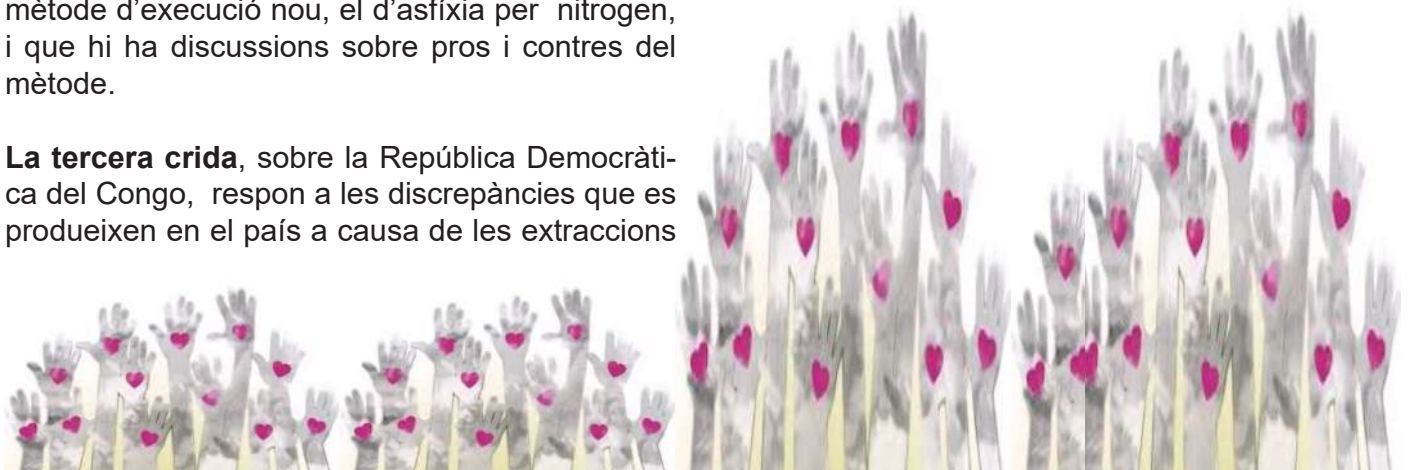 mètode d’execució nou, el d’asfíxia per nitrogen,
i que hi ha discussions sobre pros i contres del
mètode.
La tercera crida, sobre la República Democràti-
ca del Congo, respon a les discrepàncies que es
produeixen en el país a causa de les extraccions